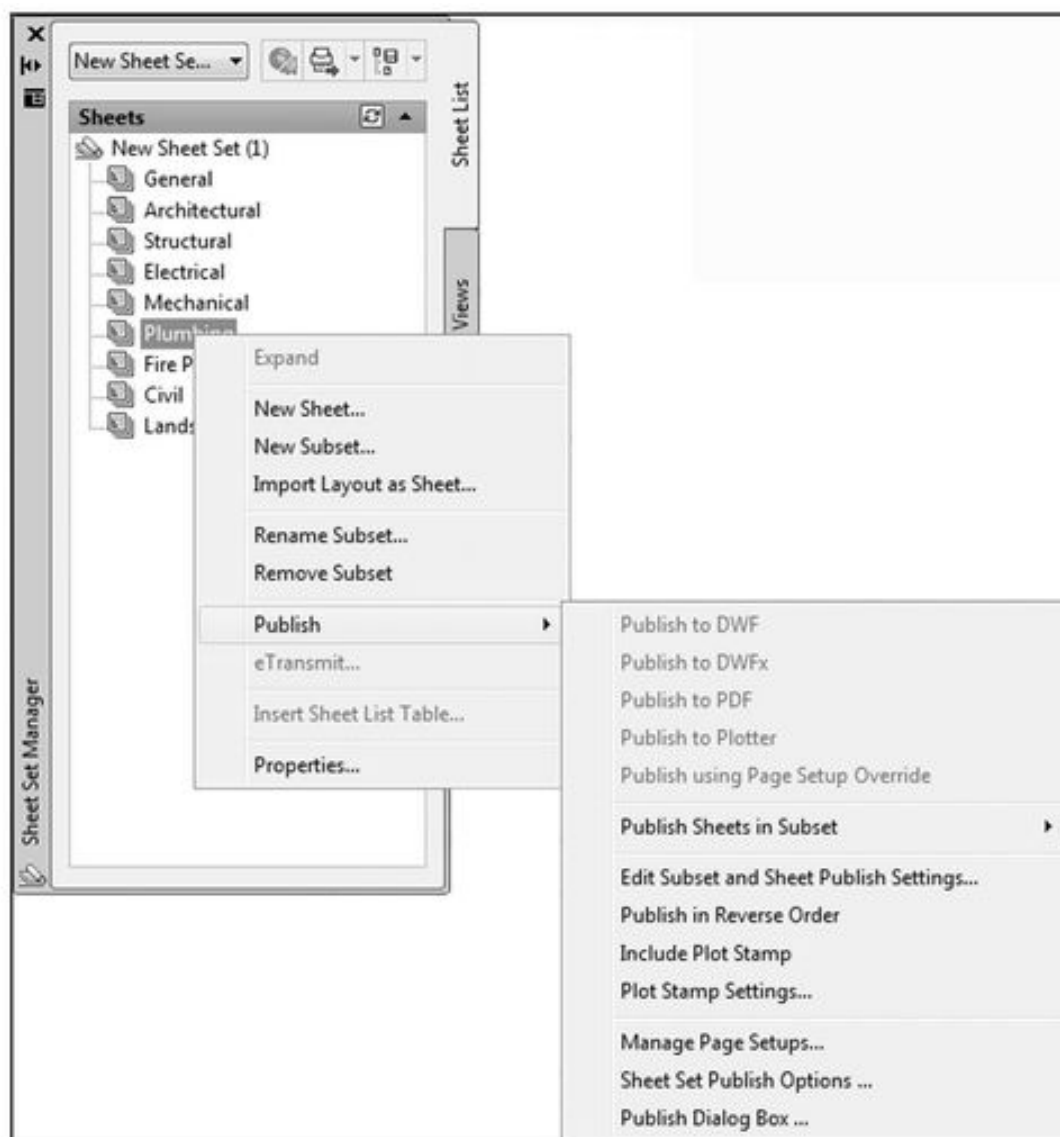 New Sheet Se...
Sheets
New Sheet Set (1)
General
Architectural
Structural
Electrical
Mechanical
Plumbing
Fire P
Civil
Lands
Sheet List
Views
Sheet Set Manager
Expand
New Sheet...
New Subset...
Import Layout as Sheet...
Rename Subset...
Remove Subset
Publish
eTransmit...
Insert Sheet List Table...
Properties...
Publish to DWF
Publish to DWFx
Publish to PDF
Publish to Plotter
Publish using Page Setup Override
Publish Sheets in Subset
Edit Subset and Sheet Publish Settings...
Publish in Reverse Order
Include Plot Stamp
Plot Stamp Settings...
Manage Page Setups...
Sheet Set Publish Options ...
Publish Dialog Box ...